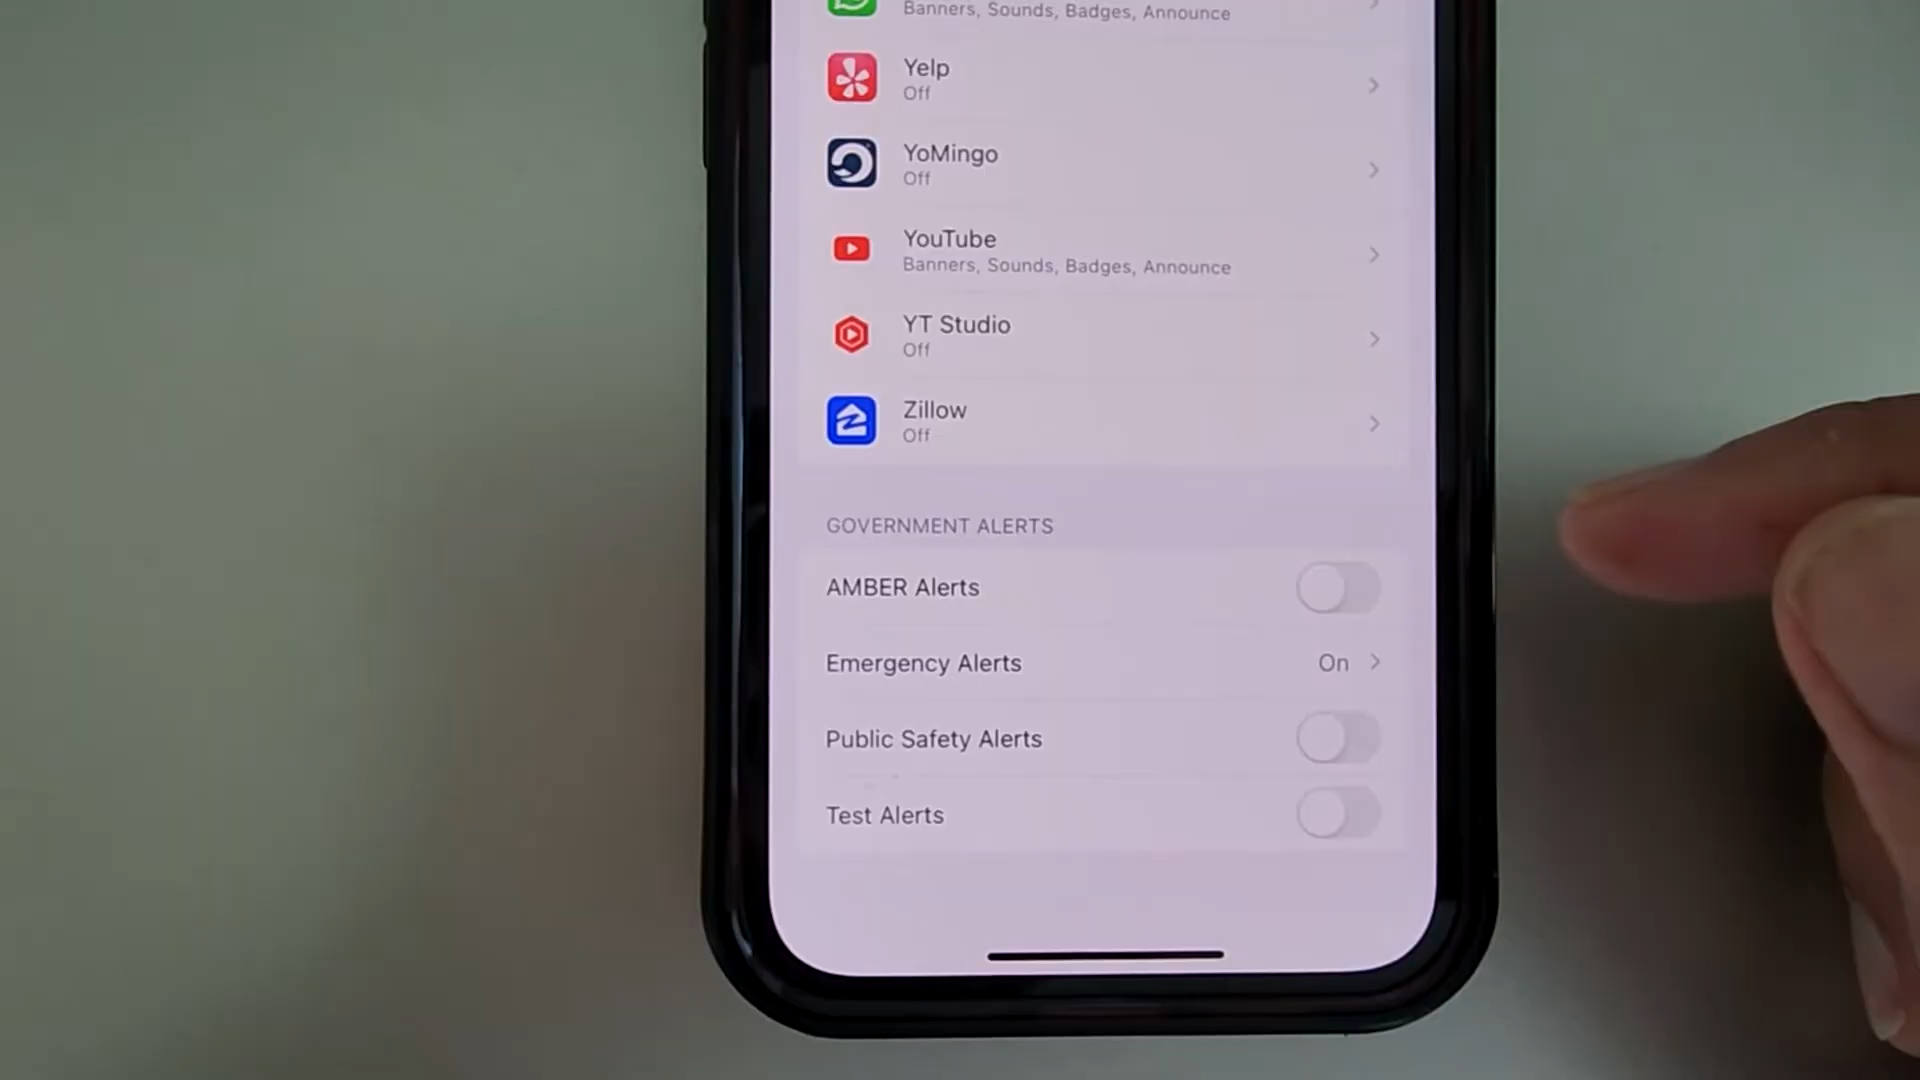 Banners, Sounds, Badges, Announce
Yelp
Off
YoMingo
Off
YouTube
Banners, Sounds, Badges, Announce
YT Studio
Off
Zillow
Off
GOVERNMENT ALERTS
AMBER Alerts
Emergency Alerts On
Public Safety Alerts
Test Alerts